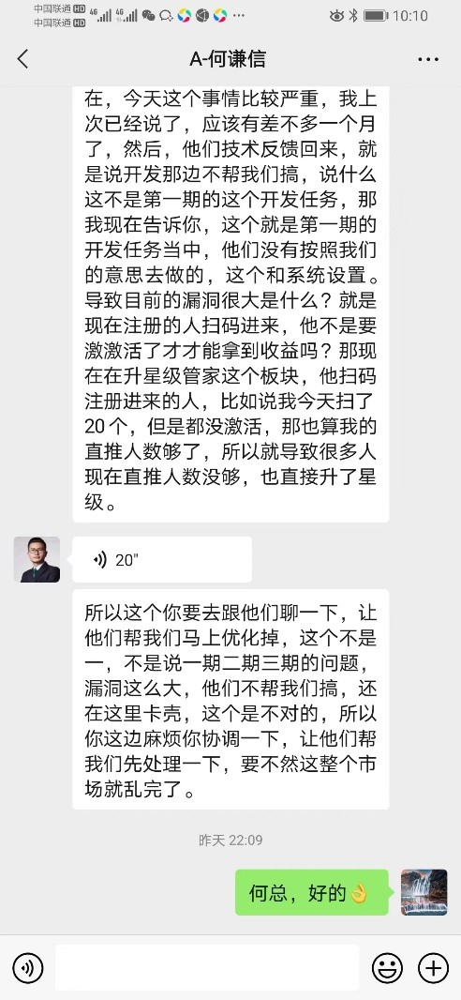 中国联通 HD 4G 4G ... 10:10
中国联通 HD
A-何谦信
在，今天这个事情比较严重，我上
次已经说了，应该有差不多一个月
了，然后，他们技术反馈回来，就
是说开发那边不帮我们搞，说什么
这不是第一期的这个开发任务，那
我现在告诉你，这个就是第一期的
开发任务当中，他们没有按照我们
的意思去做的，这个和系统设置。
导致目前的漏洞很大是什么？就是
现在注册的人扫码进来，他不是要
激激活了才才能拿到收益吗？那现
在在升星级管家这个板块，他扫码
注册进来的人，比如说我今天扫了
20个，但是都没激活，那也算我的
直推人数够了，所以就导致很多人
现在直推人数没够，也直接升了星
级。
20"
所以这个你要去跟他们聊一下，让
他们帮我们马上优化掉，这个不是
一，不是说一期二期三期的问题，
漏洞这么大，他们不帮我们搞，还
在这里卡壳，这个是不对的，所以
你这边麻烦你协调一下，让他们帮
我们先处理一下，要不然这整个市
场就乱完了。
昨天 22:09
何总，好的👌